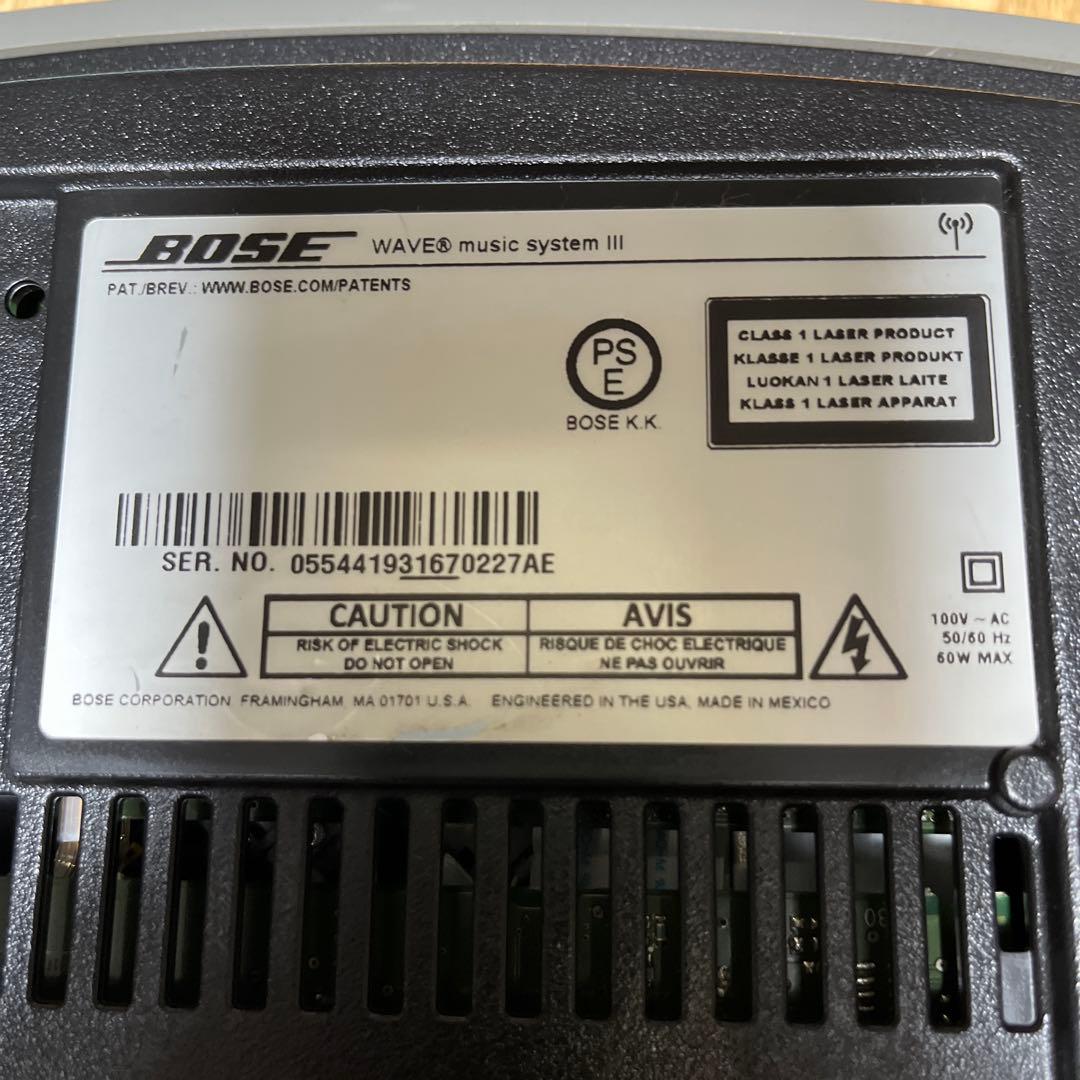 BOSE WAVE® music system III
PAT./BREV.: WWW.BOSE.COM/PATENTS
PS
E
BOSE K.K.
CLASS 1 LASER PRODUCT
KLASSE 1 LASER PRODUKT
LUOKAN 1 LASER LAITE
KLASS 1 LASER APPARAT
SER. NO. 055441931670227AE
CAUTION
RISK OF ELECTRIC SHOCK
DO NOT OPEN
AVIS
RISQUE DE CHOC ELECTRIQUE
NE PAS OUVRIR
100V ~ AC
50/60 Hz
60W MAX
BOSE CORPORATION, FRAMINGHAM, MA 01701 U.S.A. ENGINEERED IN THE USA, MADE IN MEXICO